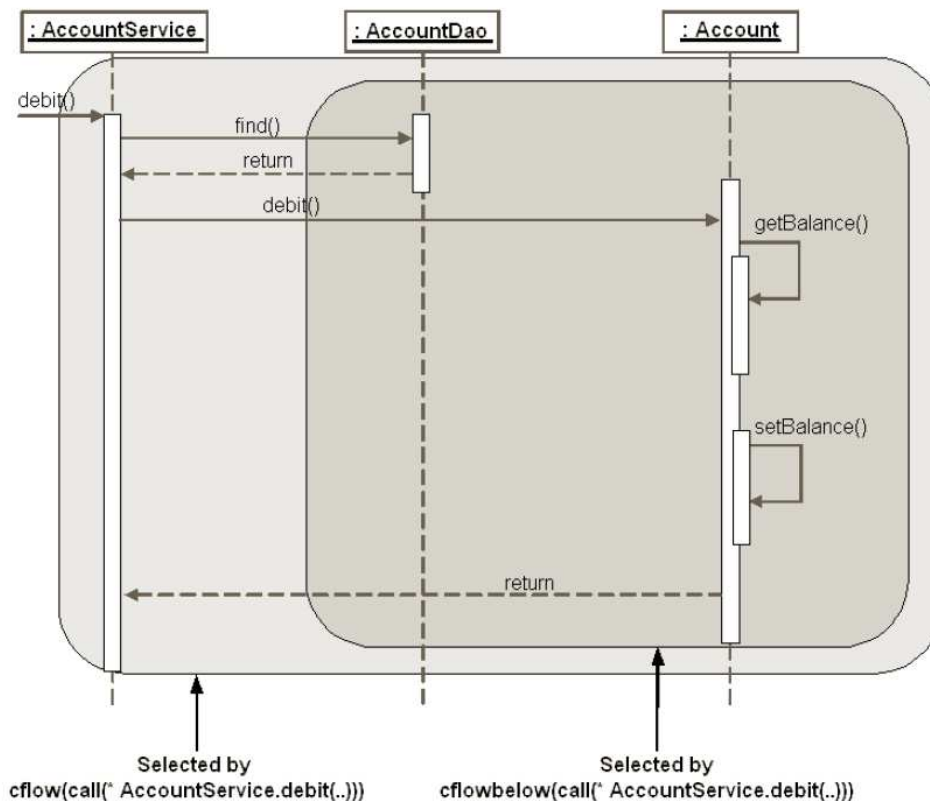 : AccountService
: AccountDao
: Account
debit()
find()
return
debit()
getBalance()
setBalance()
return
Selected by
cflow(call(* AccountService.debit(..)))
Selected by
cflowbelow(call(* AccountService.debit(..)))